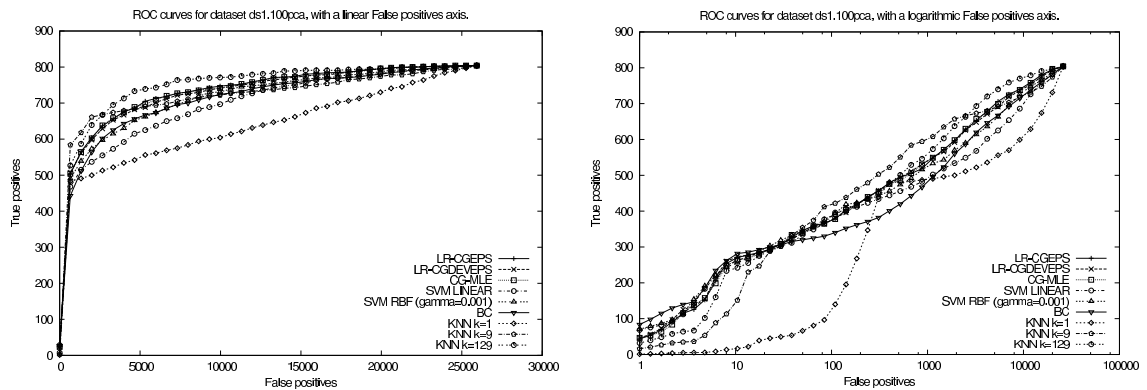 ROC curves for dataset ds1.100pca, with a linear False positives axis.
900
800
700
600
500
400
300
200
100
0
0 5000 10000 15000 20000 25000 30000
True positives
False positives
LR-CGEPS
LR-CGDEVEPS
CG-MLE
SVM LINEAR
SVM RBF (gamma=0.001)
BC
KNN k=1
KNN k=9
KNN k=129
ROC curves for dataset ds1.100pca, with a logarithmic False positives axis.
900
800
700
600
500
400
300
200
100
0
1 10 100 1000 10000 100000
True positives
False positives
LR-CGEPS
LR-CGDEVEPS
CG-MLE
SVM LINEAR
SVM RBF (gamma=0.001)
BC
KNN k=1
KNN k=9
KNN k=129